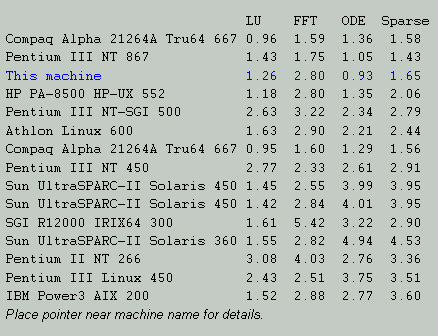 LU FFT ODE Sparse
Compaq Alpha 21264A Tru64 667 0.96 1.59 1.36 1.58
Pentium III NT 867 1.43 1.75 1.05 1.43
This machine 1.26 2.80 0.93 1.65
HP PA-8500 HP-UX 552 1.18 2.80 1.35 2.06
Pentium III NT-SGI 500 2.63 3.22 2.34 2.79
Athlon Linux 600 1.63 2.90 2.21 2.44
Compaq Alpha 21264A Tru64 667 0.95 1.60 1.29 1.56
Pentium III NT 450 2.77 2.33 2.61 2.91
Sun UltraSPARC-II Solaris 450 1.45 2.55 3.99 3.95
Sun UltraSPARC-II Solaris 450 1.42 2.84 4.01 3.95
SGI R12000 IRIX64 300 1.61 5.42 3.22 2.90
Sun UltraSPARC-II Solaris 360 1.55 2.82 4.94 4.53
Pentium II NT 266 3.08 4.03 2.76 3.36
Pentium III Linux 450 2.43 2.51 3.75 3.51
IBM Power3 AIX 200 1.52 2.88 2.77 3.60
Place pointer near machine name for details.